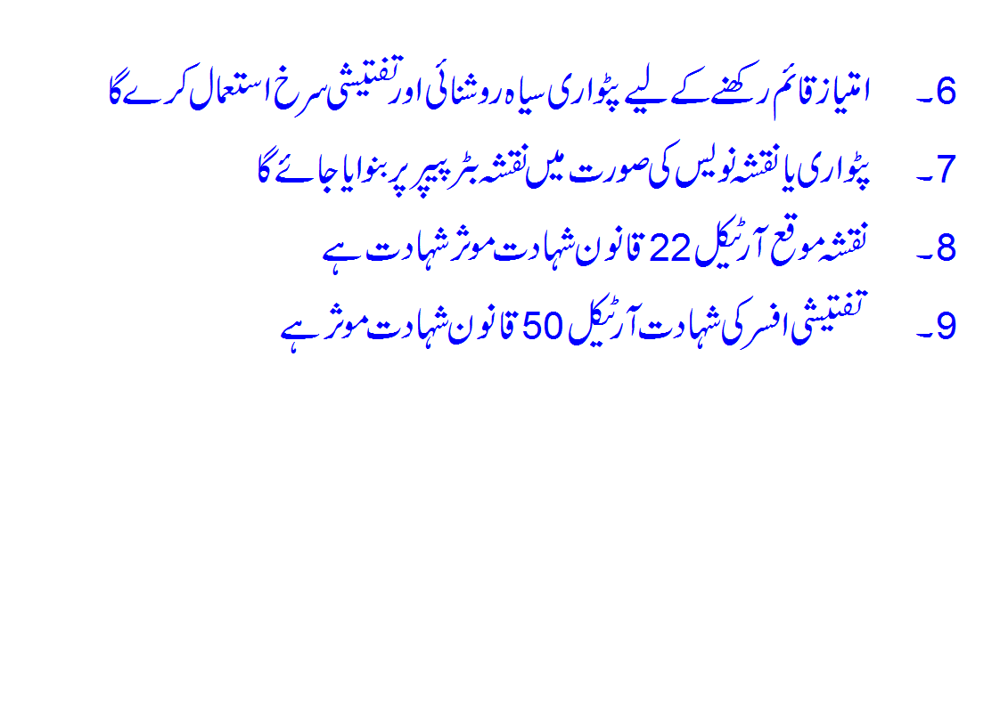 6۔ امتیاز قائم رکھنے کے لیے پٹواری سیاہ روشنائی اور تفتیشی سرخ استعمال کرے گا
7۔ پٹواری یا نقشہ نویس کی صورت میں نقشہ بٹر پیپر پر بنوایا جائے گا
8۔ نقشہ موقع آرٹیکل 22 قانون شہادت موثر شہادت ہے
9۔ تفتیشی افسر کی شہادت آرٹیکل 50 قانون شہادت موثر ہے